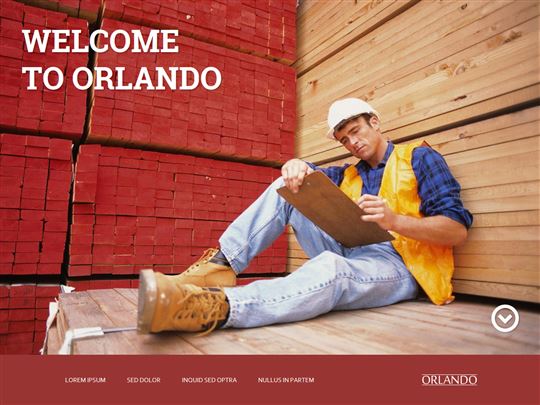 WELCOME
TO ORLANDO
LOREM IPSUM
SED DOLOR
INQUID SED OPTRA
NULLUS IN PARTEM
ORLANDO